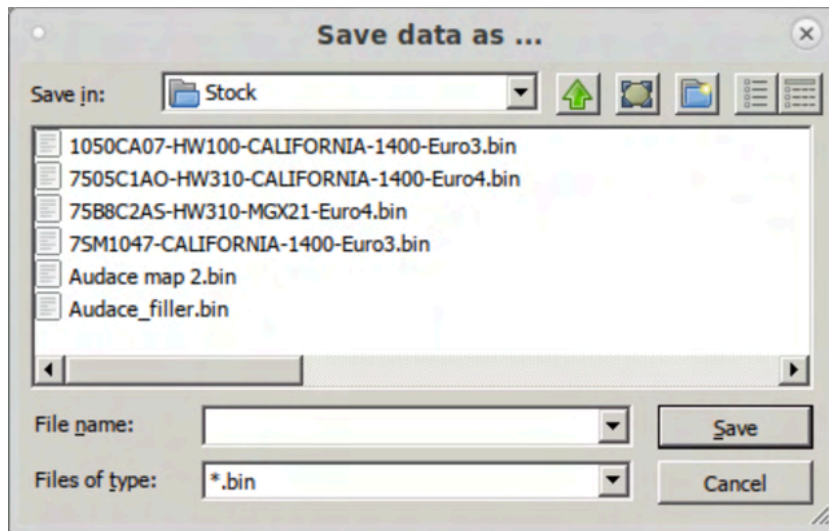 Save data as ...
Save in: Stock
1050CA07-HW100-CALIFORNIA-1400-Euro3.bin
7505C1AO-HW310-CALIFORNIA-1400-Euro4.bin
75B8C2AS-HW310-MGX21-Euro4.bin
7SM1047-CALIFORNIA-1400-Euro3.bin
Audace map 2.bin
Audace_filler.bin
File name: Save
Files of type: *.bin Cancel